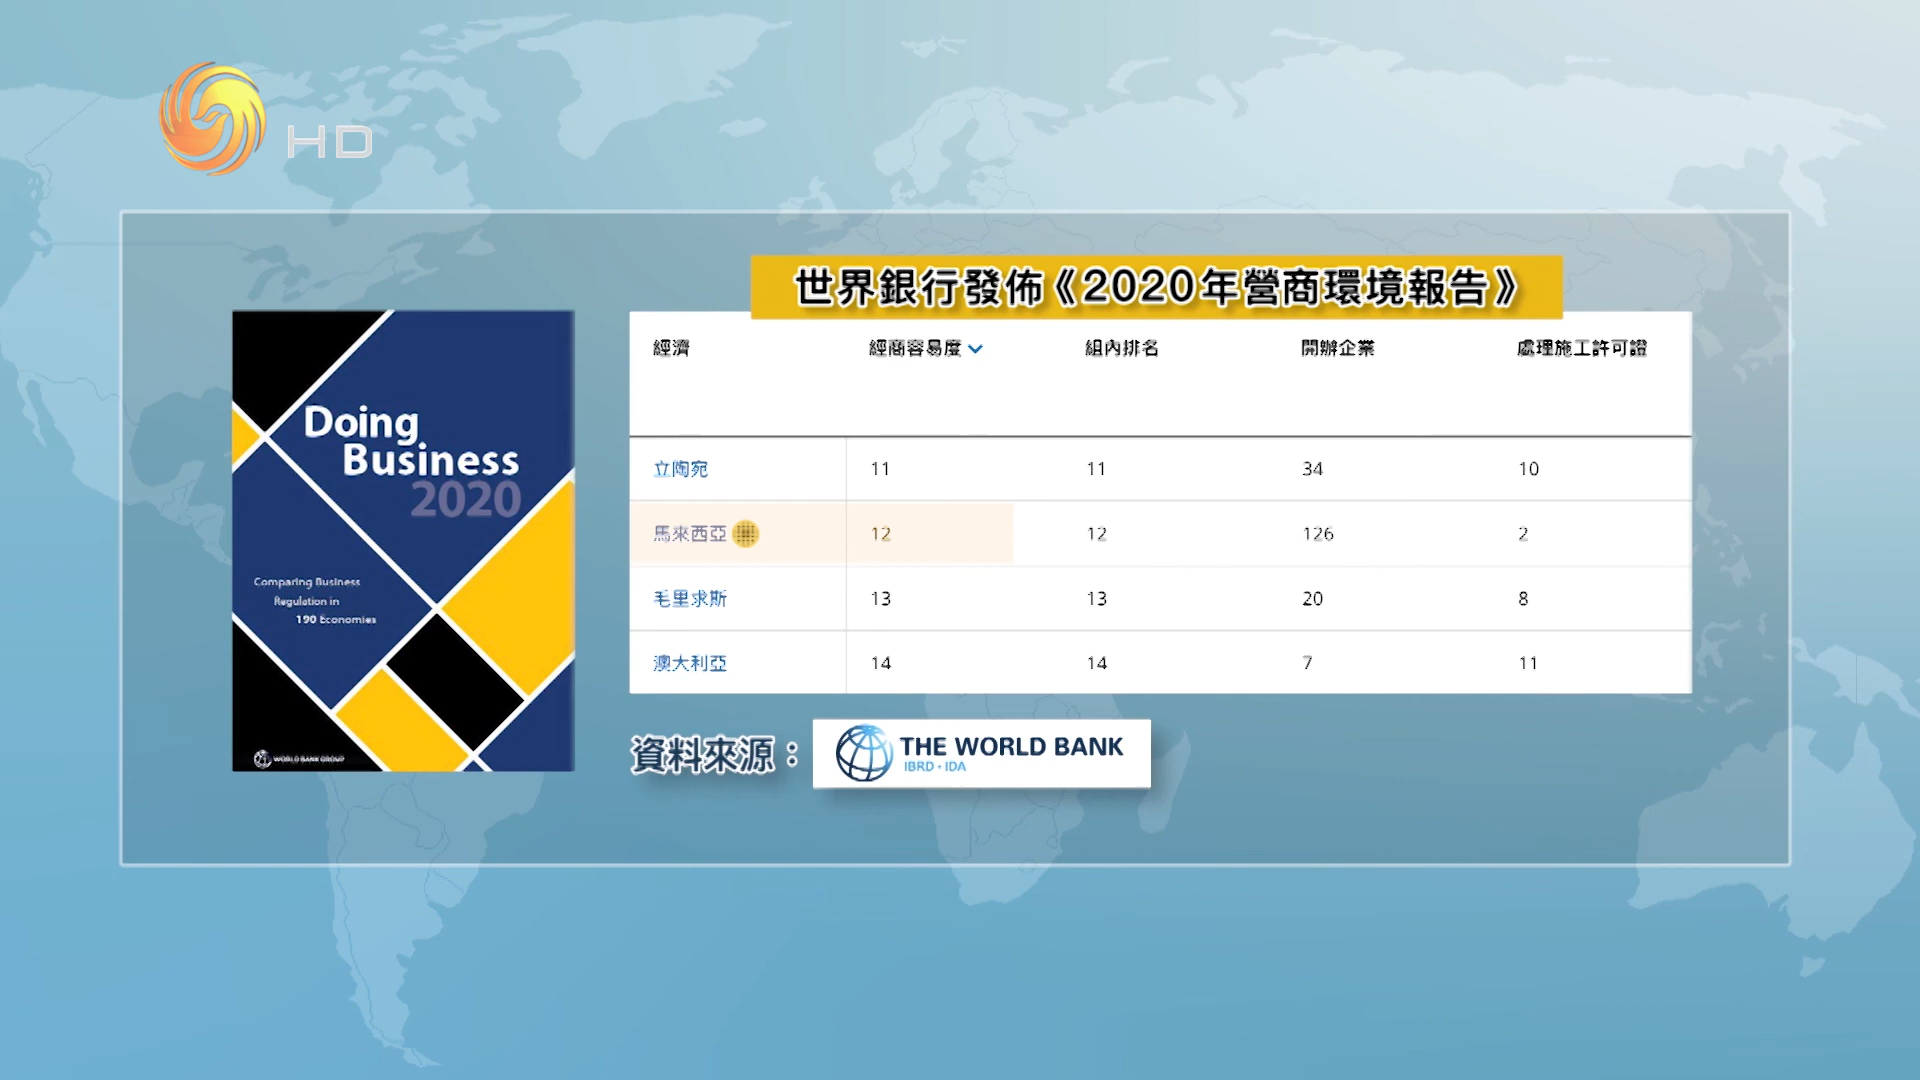 HD
世界銀行發佈《2020年營商環境報告》
Doing
Business
2020
Comparing Business
Regulation in
190 Economies
WORLD BANK GROUP
經濟 經商容易度 組內排名 開辦企業 處理施工許可證
立陶宛 11 11 34 10
馬來西亞 12 12 126 2
毛里求斯 13 13 20 8
澳大利亞 14 14 7 11
資料來源：
THE WORLD BANK
IBRD • IDA